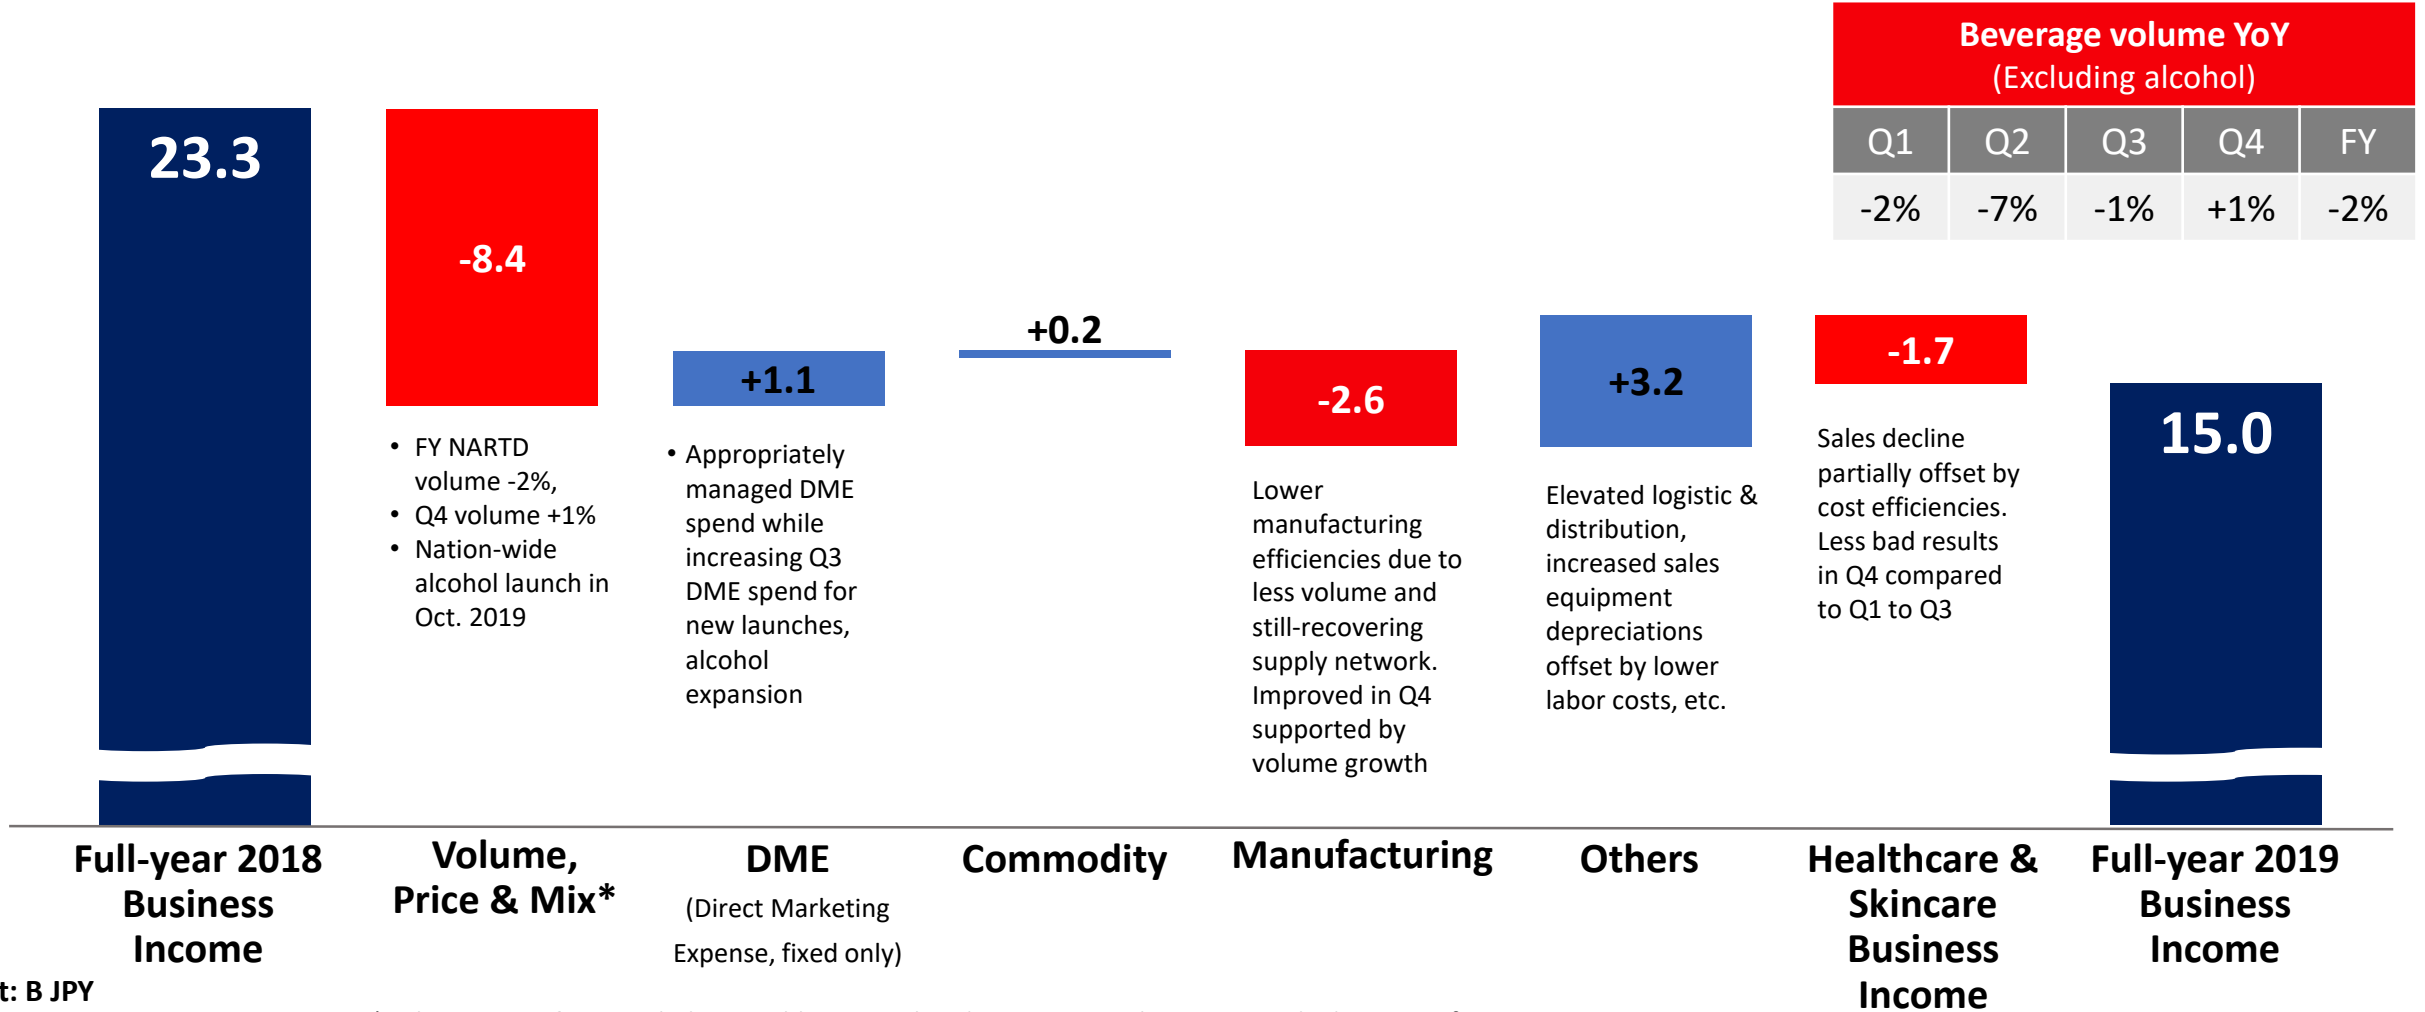 Beverage volume YoY
(Excluding alcohol)
Q1 Q2 Q3 Q4 FY
-2% -7% -1% +1% -2%
23.3
-8.4
• FY NARTD
volume -2%,
• Q4 volume +1%
• Nation-wide
alcohol launch in
Oct. 2019
+1.1
• Appropriately
managed DME
spend while
increasing Q3
DME spend for
new launches,
alcohol
expansion
+0.2
-2.6
Lower
manufacturing
efficiencies due to
less volume and
still-recovering
supply network.
Improved in Q4
supported by
volume growth
+3.2
Elevated logistic &
distribution,
increased sales
equipment
depreciations
offset by lower
labor costs, etc.
-1.7
Sales decline
partially offset by
cost efficiencies.
Less bad results
in Q4 compared
to Q1 to Q3
15.0
Full-year 2018
Business
Income
Volume,
Price & Mix*
DME
(Direct Marketing
Expense, fixed only)
Commodity
Manufacturing
Others
Healthcare &
Skincare
Business
Income
Full-year 2019
Business
Income
t: B JPY